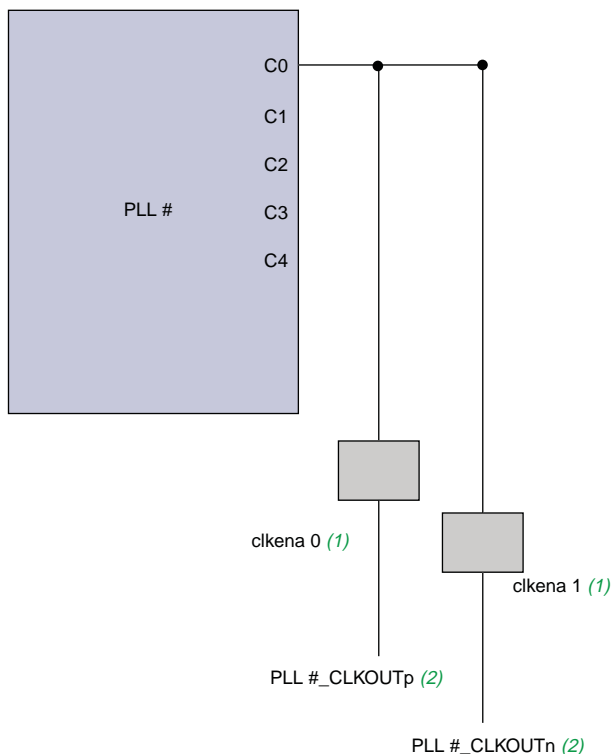 C0
C1
C2
PLL #
C3
C4
clkena 0 (1)
clkena 1 (1)
PLL #_CLKOUTp (2)
PLL #_CLKOUTn (2)